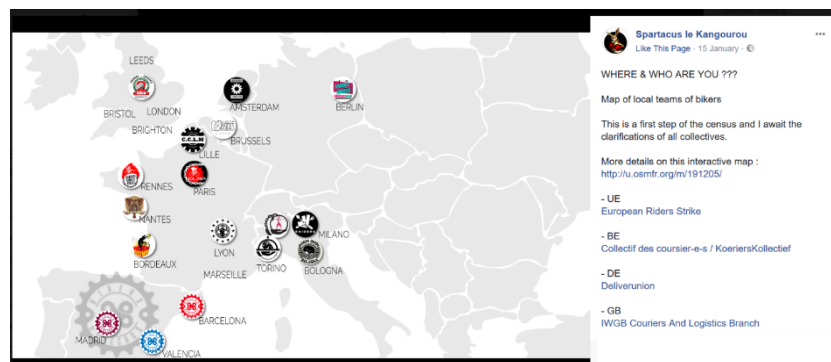 LEEDS
BRISTOL LONDON
BRIGHTON
AMSTERDAM
BERLIN
BRUSSELS
C.C.L.M
LILLE
RENNES
PARIS
NANTES
BORDEAUX
LYON
MILANO
MARSEILLE
TORINO
BOLOGNA
BARCELONA
MADRID
VALENCIA
Spartacus le Kangourou
Like This Page · 15 January ·
WHERE & WHO ARE YOU ???
Map of local teams of bikers
This is a first step of the census and I await the
clarifications of all collectives.
More details on this interactive map :
http://u.osmfr.org/m/191205/
- UE
European Riders Strike
- BE
Collectif des coursier-e-s / KoeriersKollectief
- DE
Deliverunion
- GB
IWGB Couriers And Logistics Branch